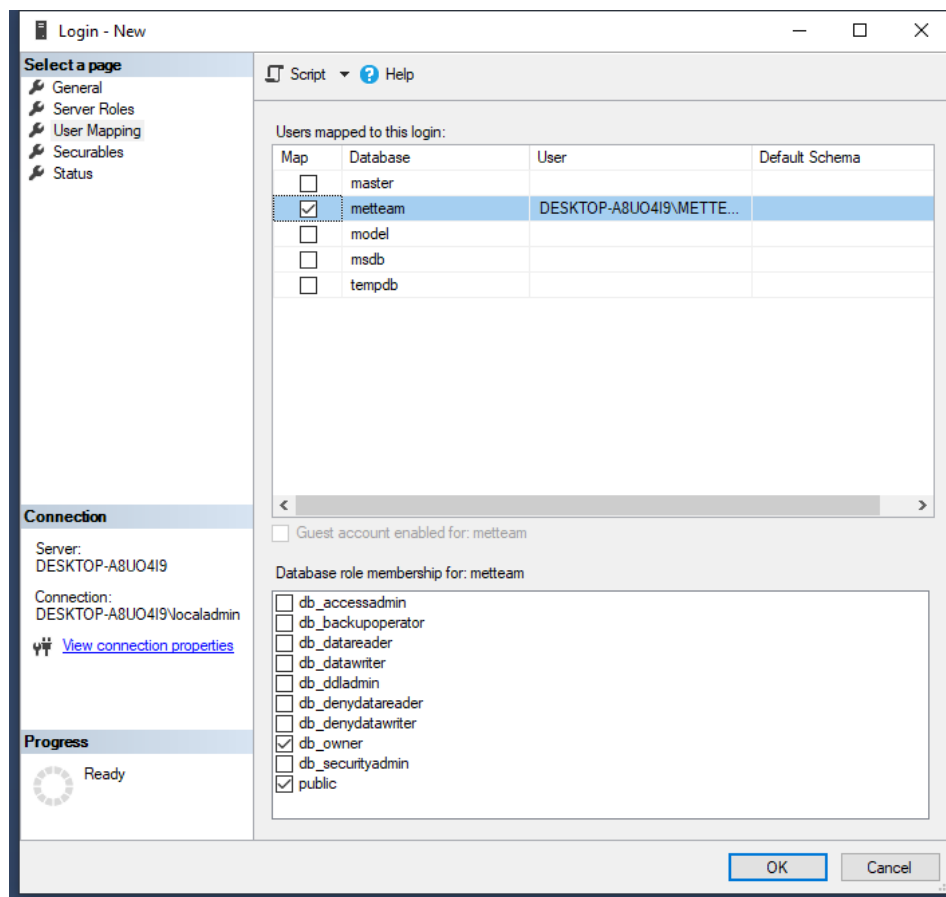 Login - New
Select a page
General
Server Roles
User Mapping
Securables
Status
Script
Help
Users mapped to this login:
Map Database User Default Schema
master
metteam DESKTOP-A8UO4I9\METTE...
model
msdb
tempdb
Guest account enabled for: metteam
Database role membership for: metteam
db_accessadmin
db_backupoperator
db_datareader
db_datawriter
db_ddladmin
db_denydatareader
db_denydatawriter
db_owner
db_securityadmin
public
Connection
Server:
DESKTOP-A8UO4I9
Connection:
DESKTOP-A8UO4I9\localadmin
View connection properties
Progress
Ready
OK Cancel